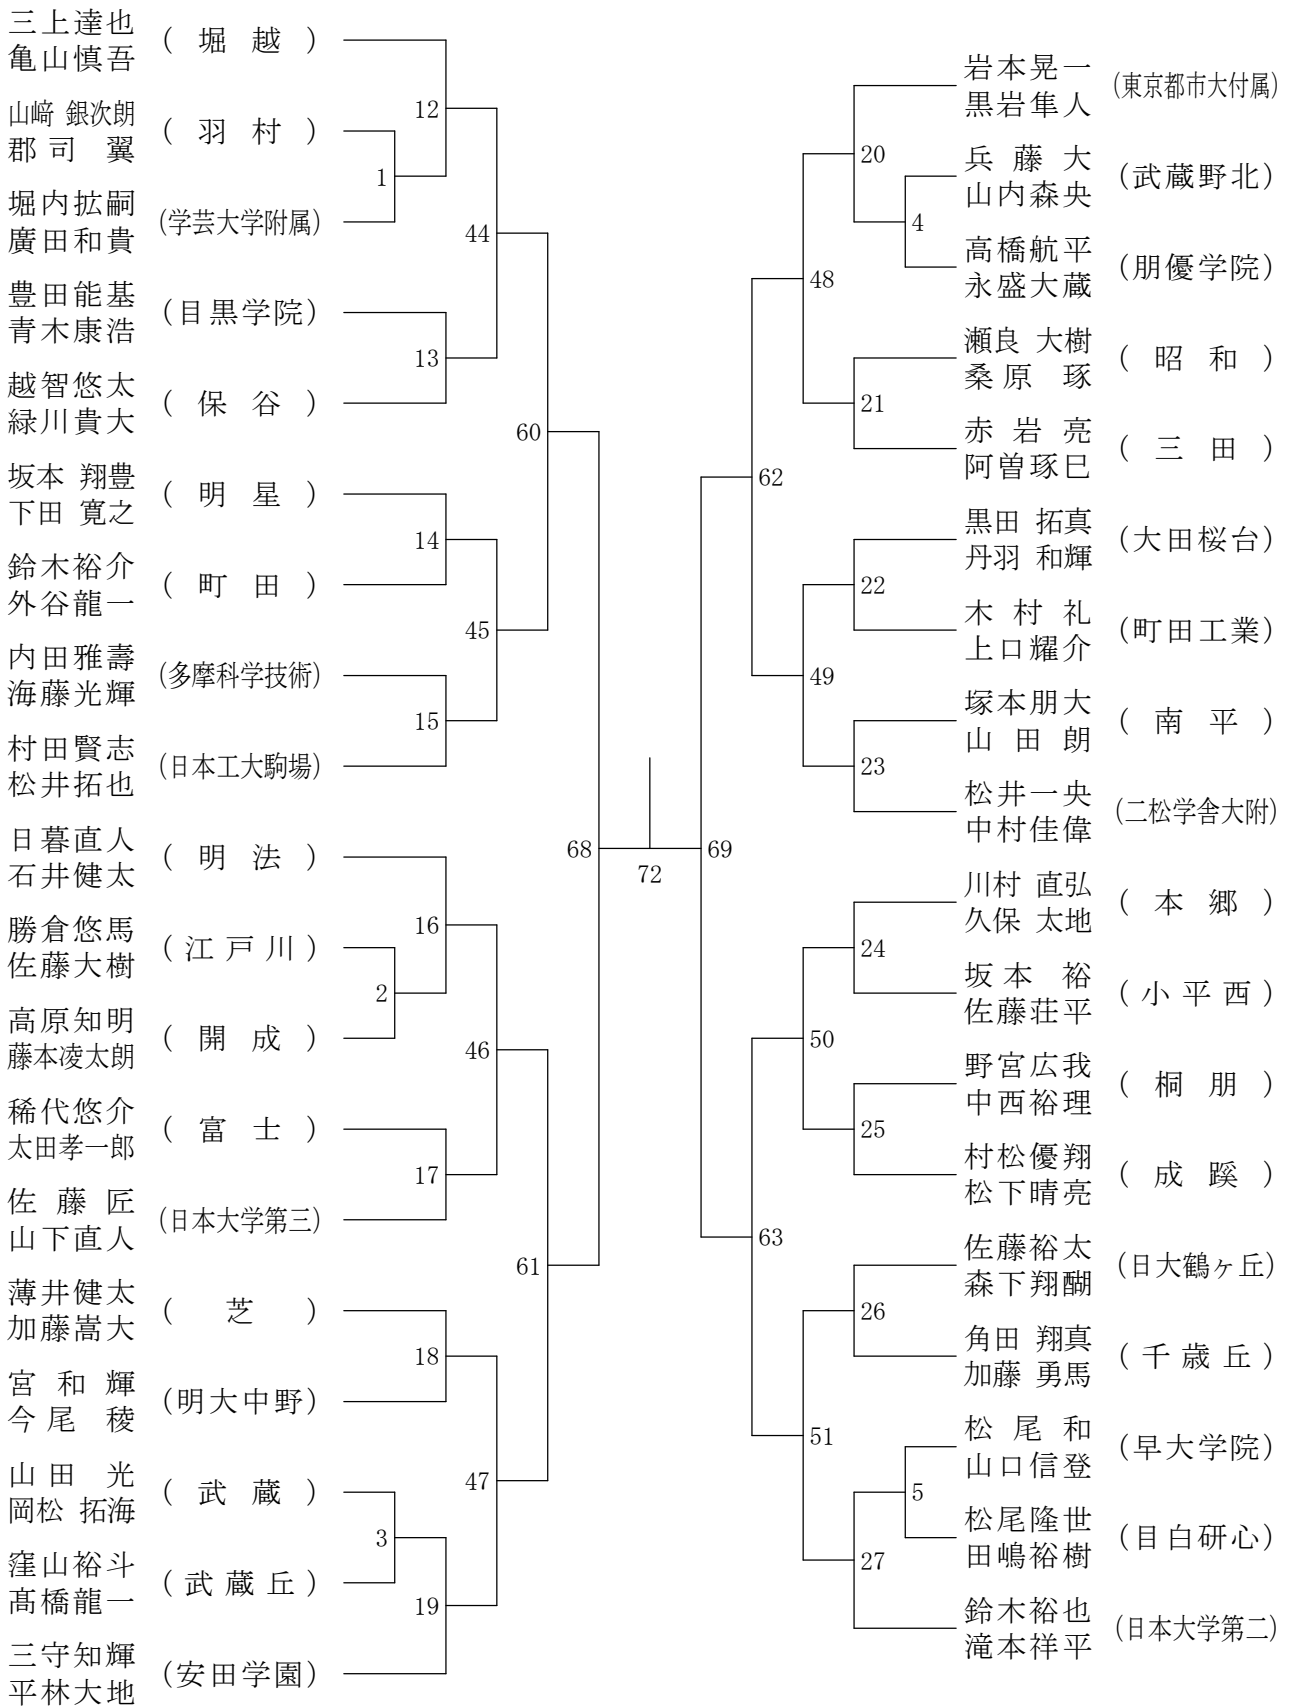 三上達也
亀山慎吾
(堀越)
山﨑 銀次朗
郡司 翼
(羽村)
堀内拡嗣
廣田和貴
(学芸大学附属)
豊田能基
青木康浩
(目黒学院)
越智悠太
緑川貴大
(保谷)
坂本 翔豊
下田 寛之
(明星)
鈴木裕介
外谷龍一
(町田)
内田雅壽
海藤光輝
(多摩科学技術)
村田賢志
松井拓也
(日本工大駒場)
日暮直人
石井健太
(明法)
勝倉悠馬
佐藤大樹
(江戸川)
高原知明
藤本凌太朗
(開成)
稀代悠介
太田孝一郎
(富士)
佐藤匠
山下直人
(日本大学第三)
薄井健太
加藤嵩大
(芝)
宮和輝
今尾稜
(明大中野)
山田光
岡松 拓海
(武蔵)
窪山裕斗
髙橋龍一
(武蔵丘)
三守知輝
平林大地
(安田学園)
1
2
3
12
13
14
15
16
17
18
19
44
45
46
47
60
61
68
72
69
62
63
48
49
50
51
20
21
22
23
24
25
26
27
4
5
岩本晃一
黒岩隼人
(東京都市大付属)
兵藤大
山内森央
(武蔵野北)
高橋航平
永盛大蔵
(朋優学院)
瀬良 大樹
桑原 琢
(昭和)
赤岩亮
阿曽琢巳
(三田)
黒田 拓真
丹羽 和輝
(大田桜台)
木村礼
上口耀介
(町田工業)
塚本朋大
山田朗
(南平)
松井一央
中村佳偉
(二松学舎大附)
川村 直弘
久保 太地
(本郷)
坂本 裕
佐藤荘平
(小平西)
野宮広我
中西裕理
(桐朋)
村松優翔
松下晴亮
(成蹊)
佐藤裕太
森下翔醐
(日大鶴ヶ丘)
角田 翔真
加藤 勇馬
(千歳丘)
松尾和
山口信登
(早大学院)
松尾隆世
田嶋裕樹
(目白研心)
鈴木裕也
滝本祥平
(日本大学第二)